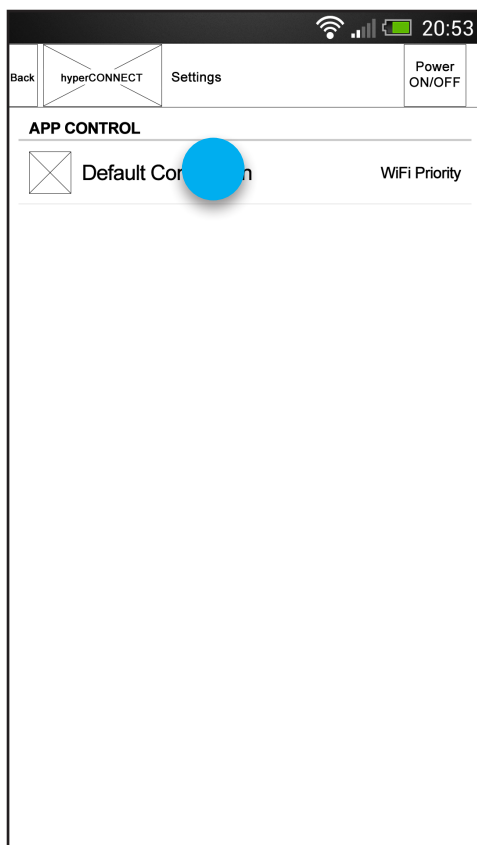 20:53
Back hyperCONNECT Settings Power
ON/OFF
APP CONTROL
Default WiFi Priority